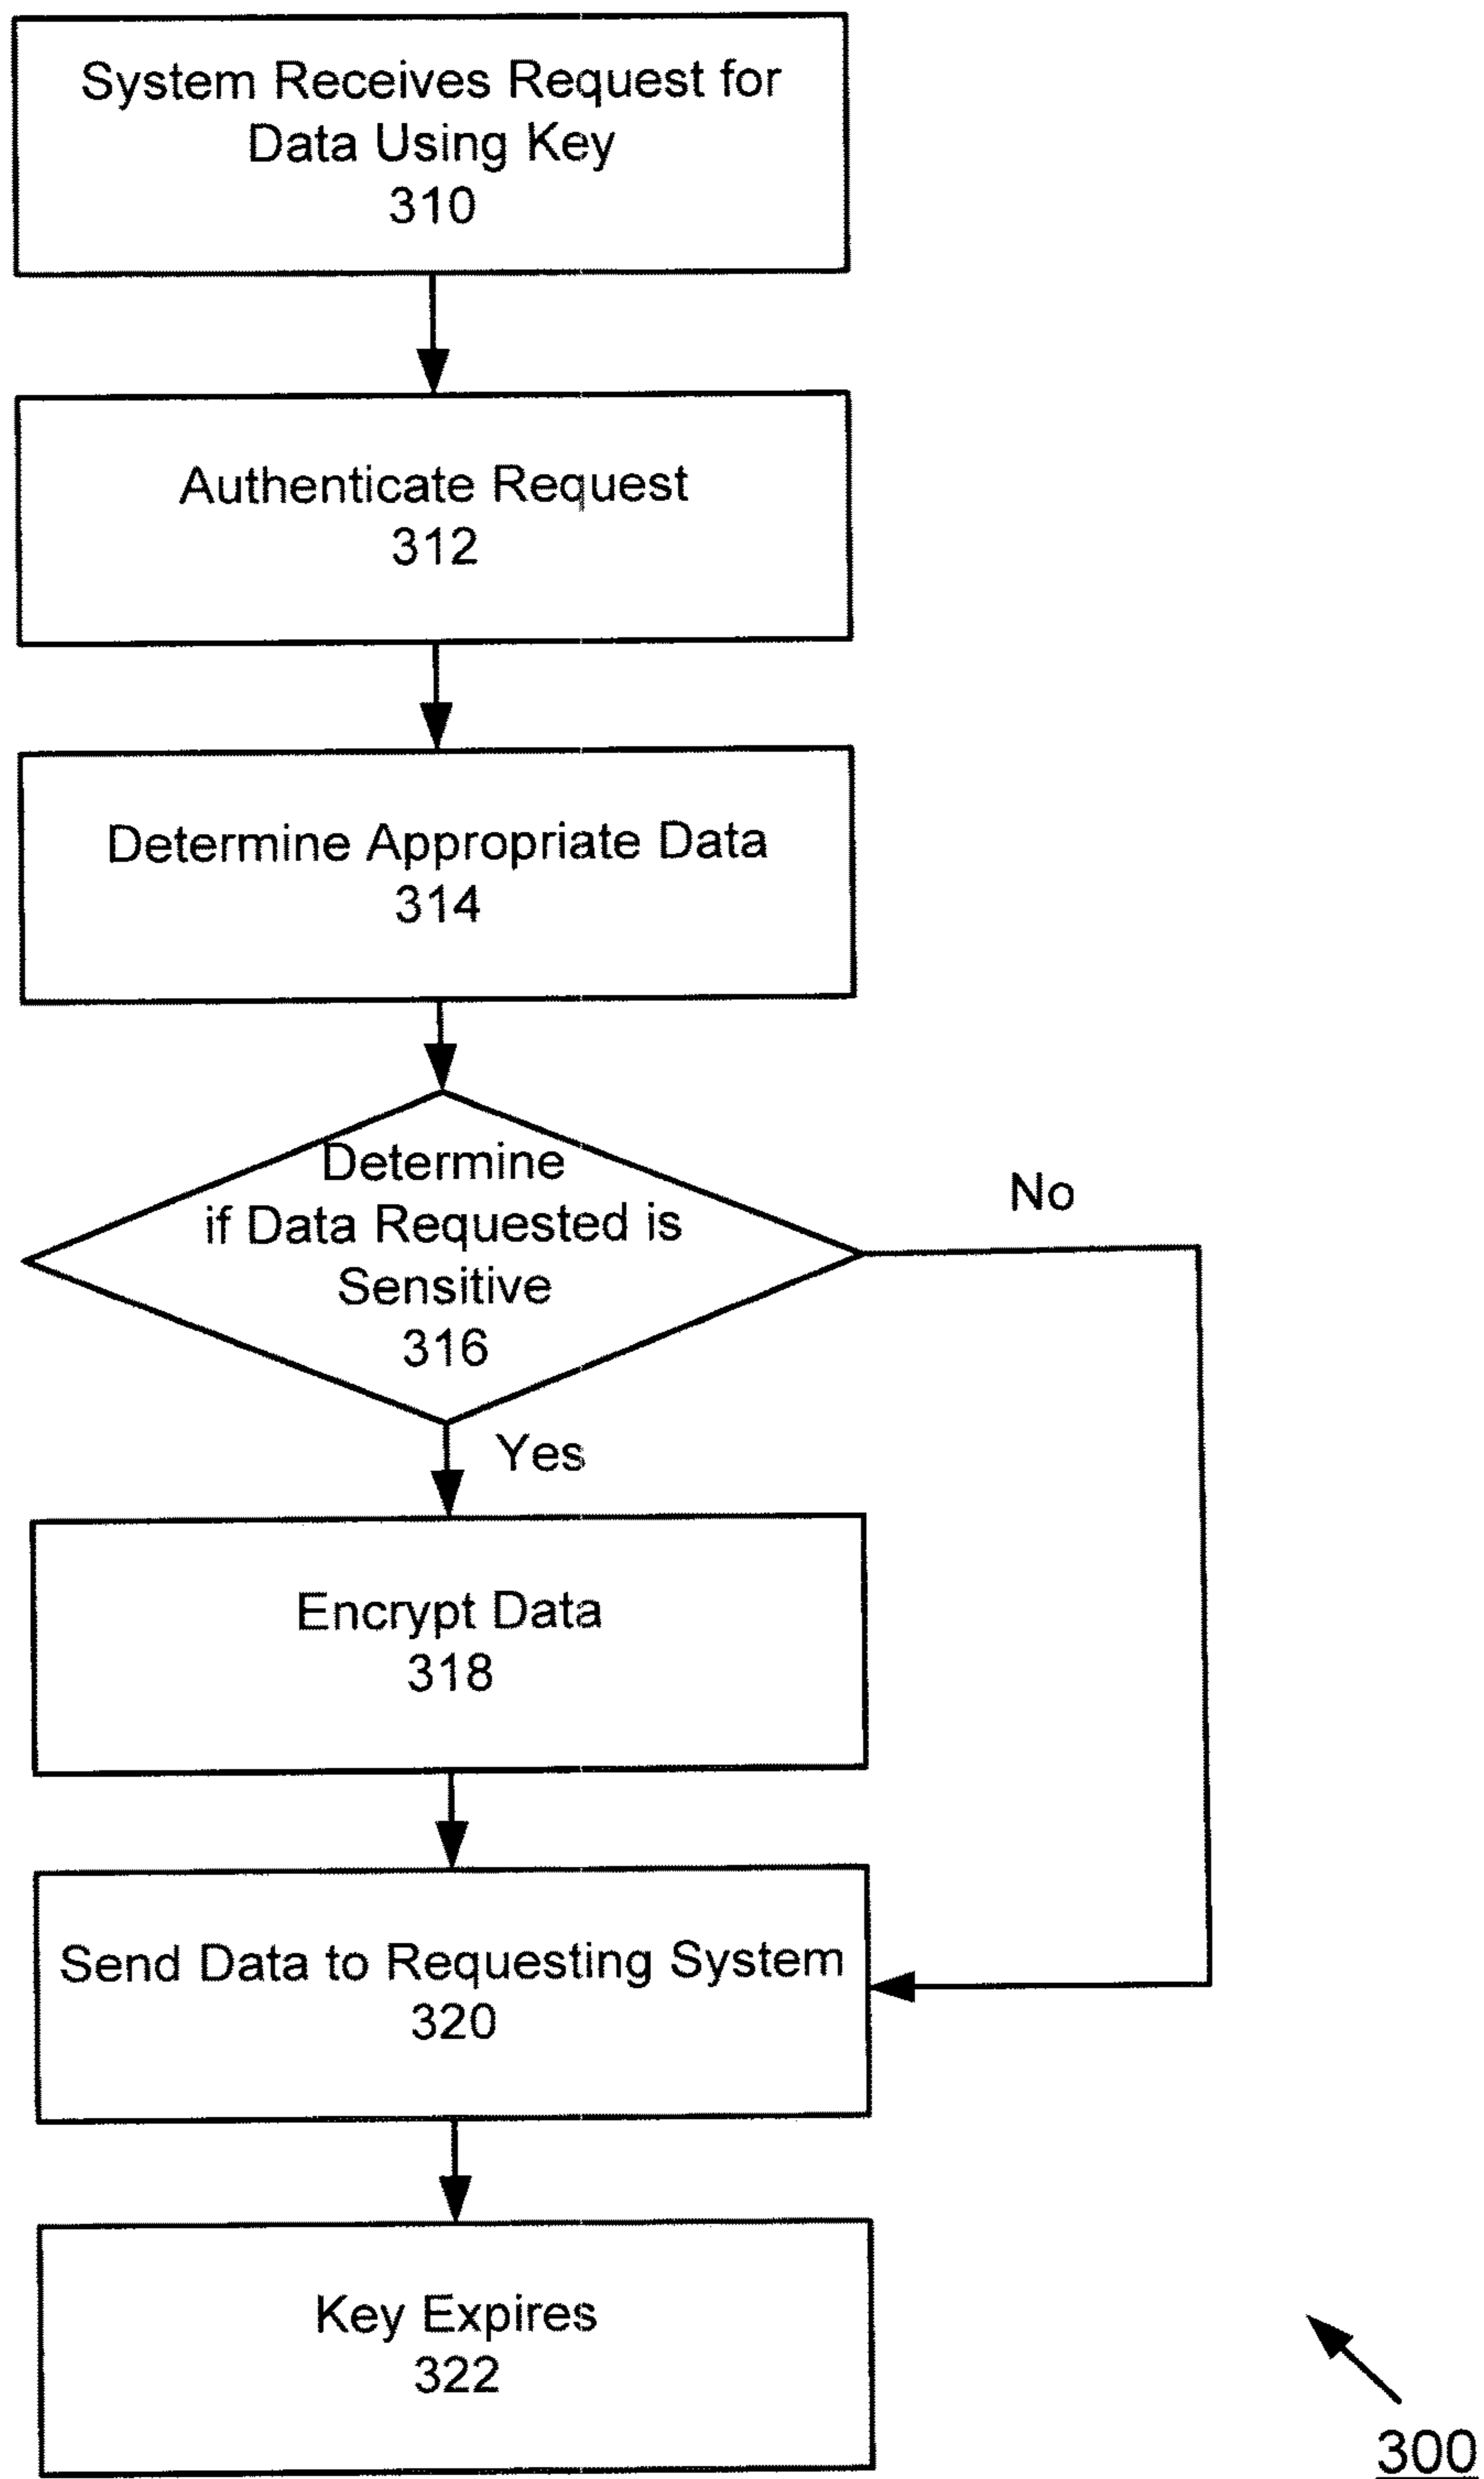 System Receives Request for
Data Using Key
310
Authenticate Request
312
Determine Appropriate Data
314
Determine
if Data Requested is
Sensitive
316
No
Yes
Encrypt Data
318
Send Data to Requesting System
320
Key Expires
322
300